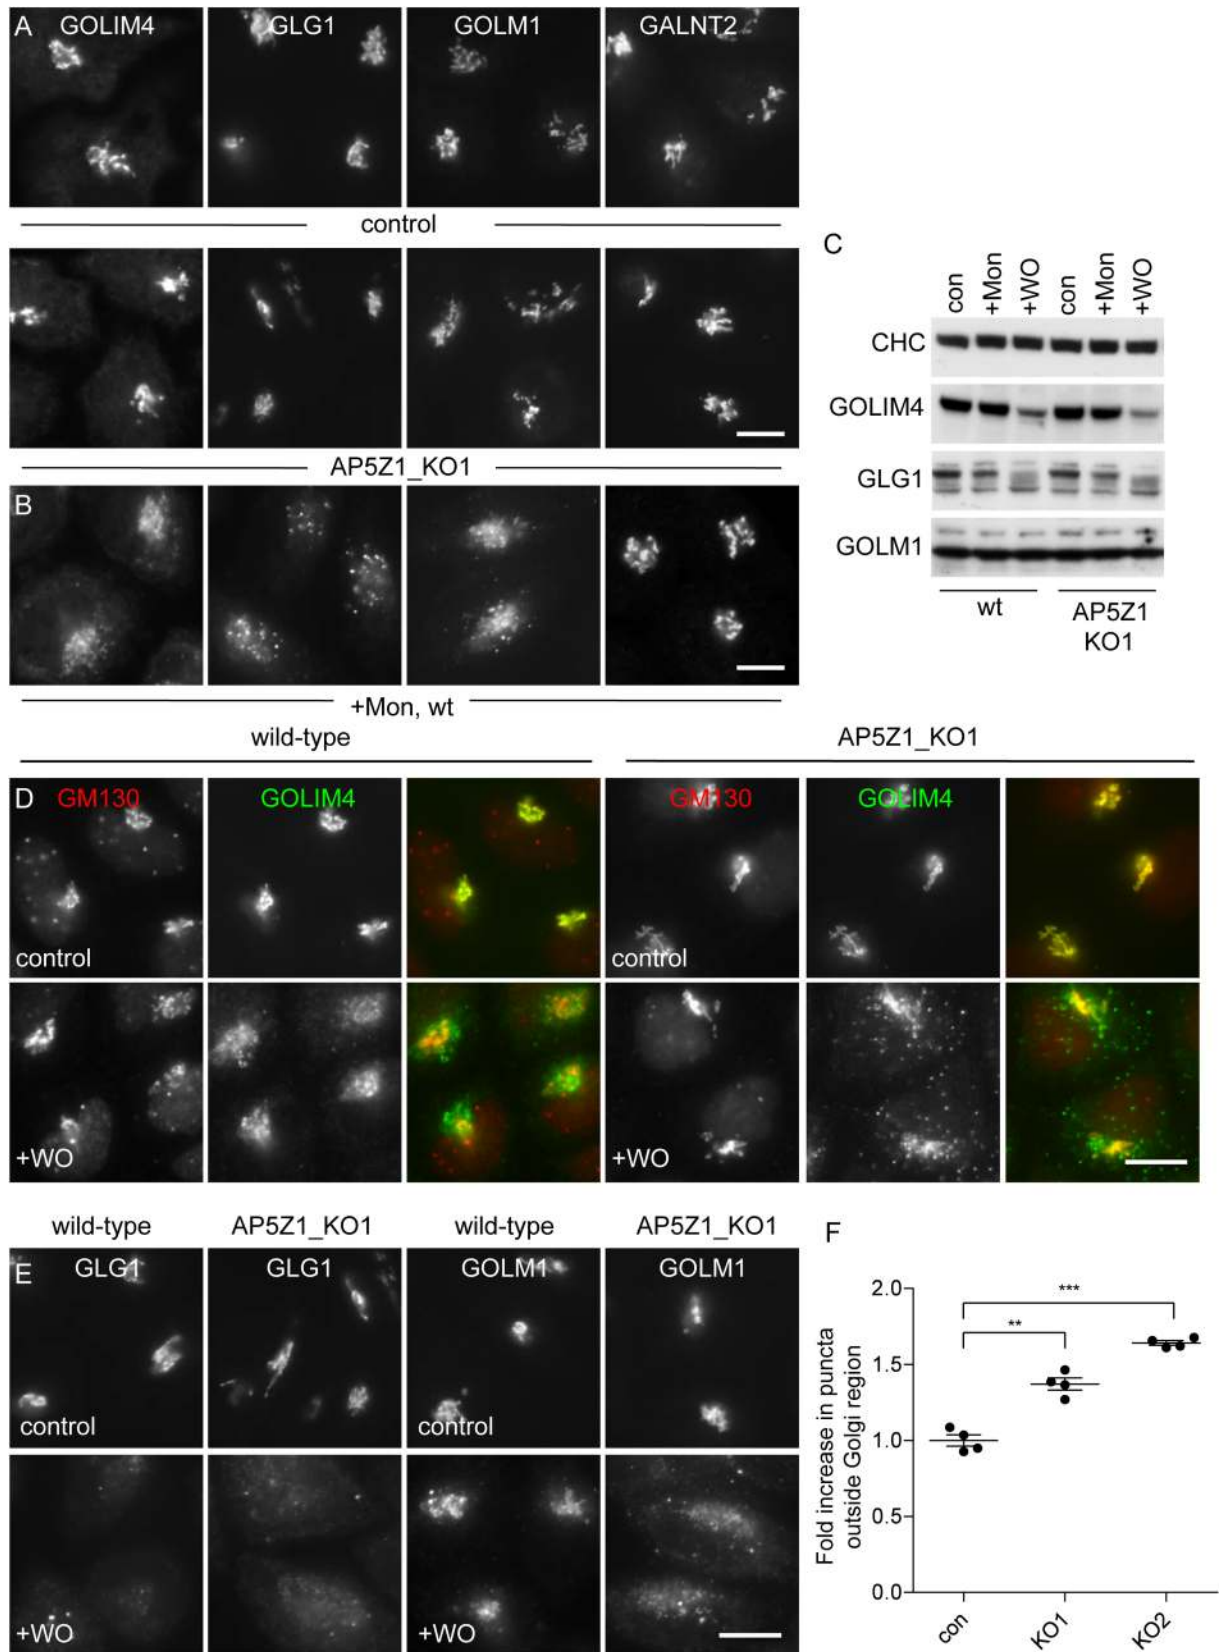 A GOLIM4 GLG1 GOLM1 GALNT2
control
AP5Z1_KO1
B
+Mon, wt
C
con +Mon +WO con +Mon +WO
CHC
GOLIM4
GLG1
GOLM1
wt AP5Z1
KO1
wild-type AP5Z1_KO1
D GM130 GOLIM4 GM130 GOLIM4
control control
+WO +WO
wild-type AP5Z1_KO1 wild-type AP5Z1_KO1
E GLG1 GLG1 GOLM1 GOLM1
control control
+WO +WO
F
Fold increase in puncta
outside Golgi region
2.0
1.5
1.0
0.5
0.0
***
**
con KO1 KO2